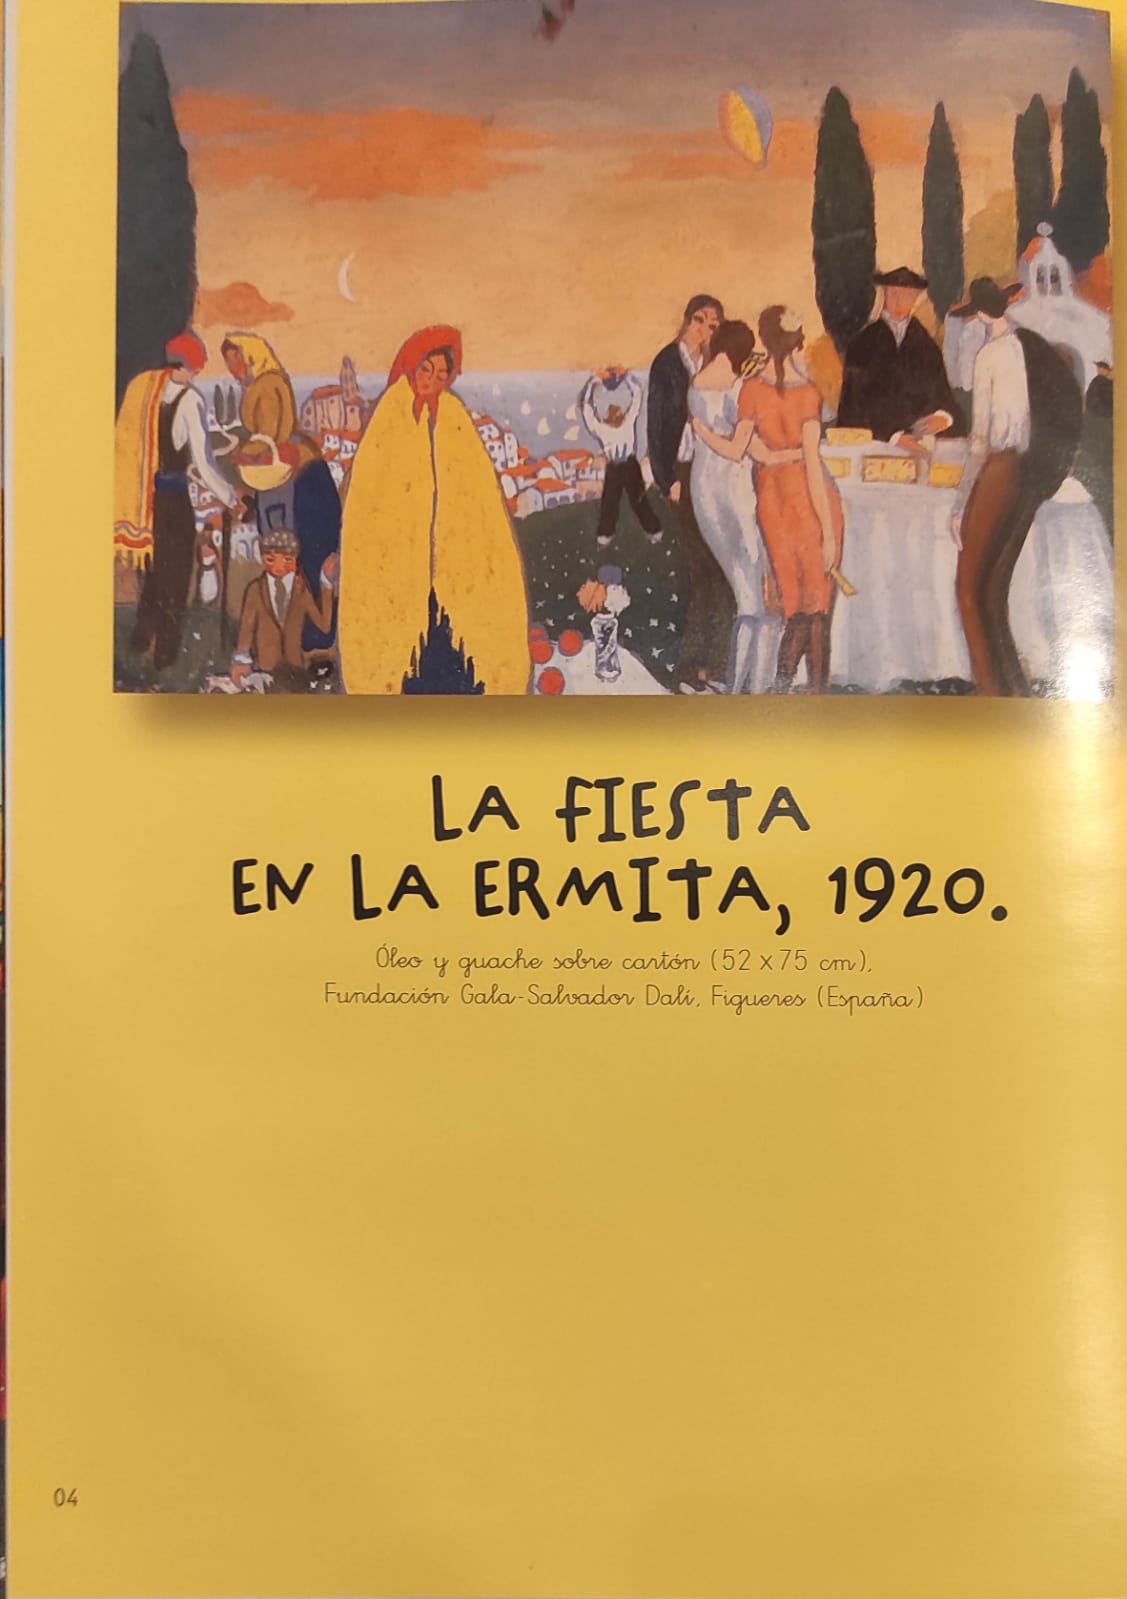 LA FIESTA
EN LA ERMITA, 1920.
Óleo y guache sobre cartón (52 x 75 cm),
Fundación Gala-Salvador Dalí, Figueres (España)
04